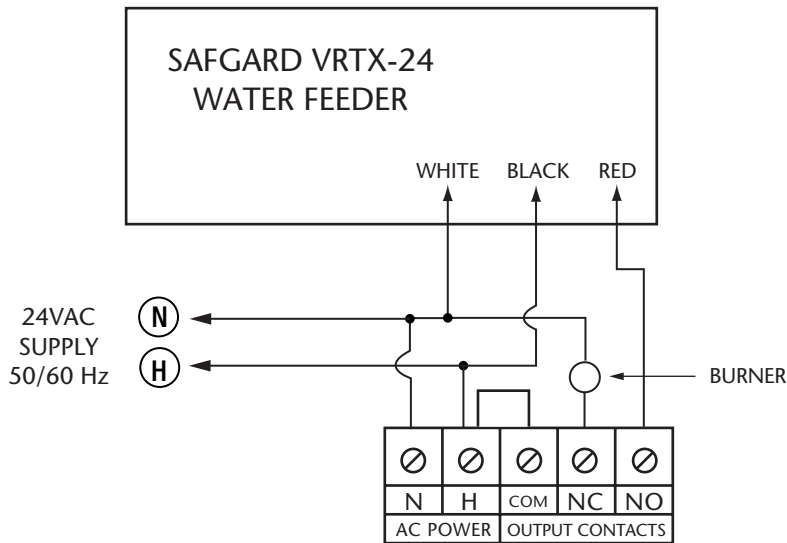 SAFGARD VRTX-24
WATER FEEDER
WHITE BLACK RED
24VAC
SUPPLY
50/60 Hz
N
H
BURNER
N H COM NC NO
AC POWER OUTPUT CONTACTS